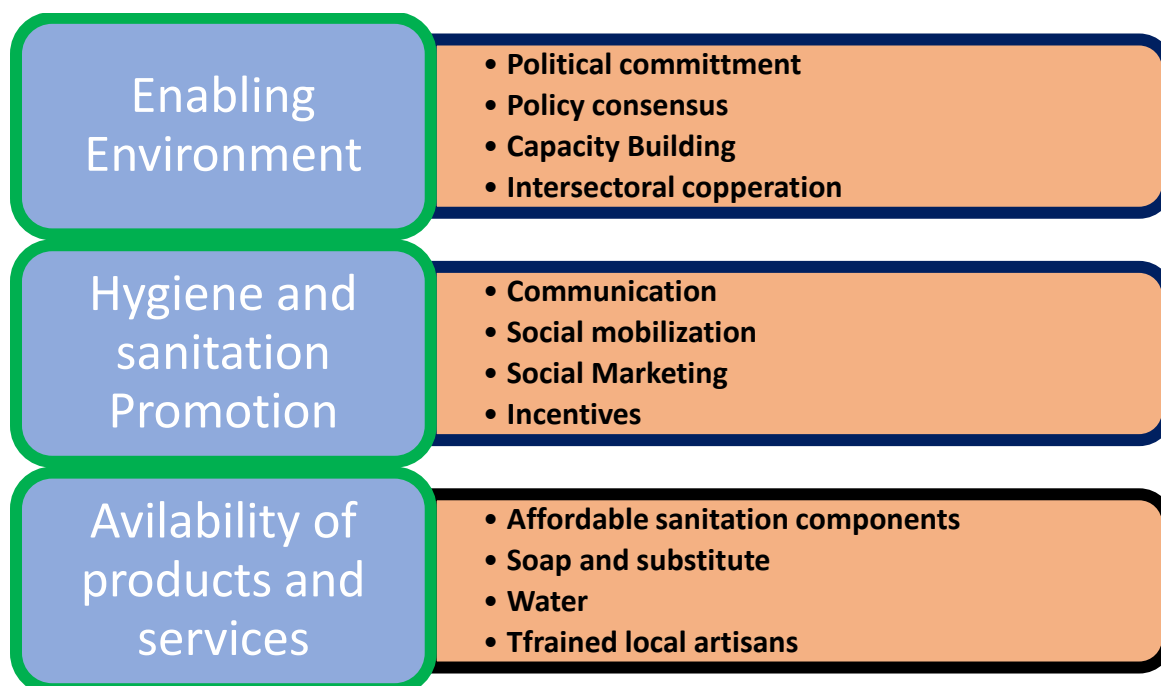 Enabling
Environment
• Political committment
• Policy consensus
• Capacity Building
• Intersectoral copperation
Hygiene and
sanitation
Promotion
• Communication
• Social mobilization
• Social Marketing
• Incentives
Avilability of
products and
services
• Affordable sanitation components
• Soap and substitute
• Water
• Tfrained local artisans